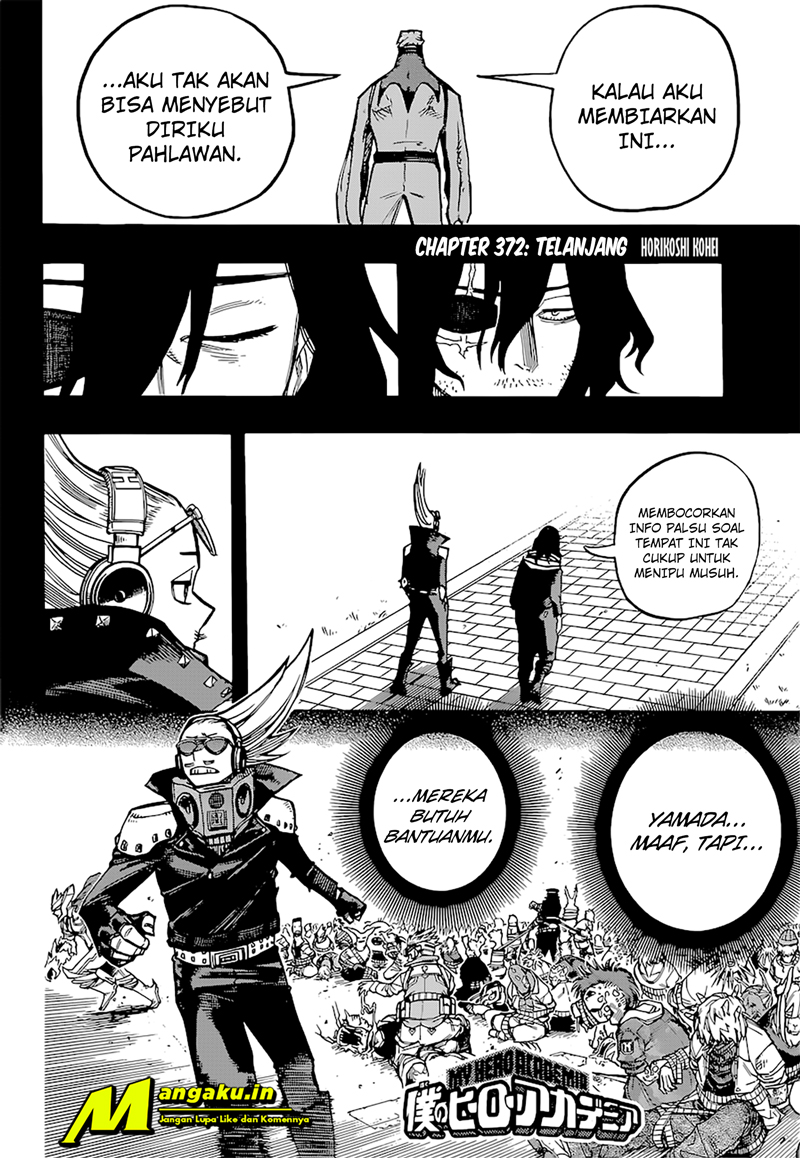 KALAU AKU
MEMBIARKAN
INI...
...AKU TAK AKAN
BISA MENYEBUT
DIRIKU
PAHLAWAN.
CHAPTER 372: TELANJANG HORIKOSHI KOHEI
MEMBOCORKAN
INFO PALSU SOAL
TEMPAT INI TAK
CUKUP UNTUK
MENIPU MUSUH.
YAMADA...
MAAF, TAPI...
...MEREKA
BUTUH
BANTUANMU.
MY HERO ACADEMIA
僕のヒーローアカデミア
Mangaku.in
Jangan Lupa Like dan Komennya